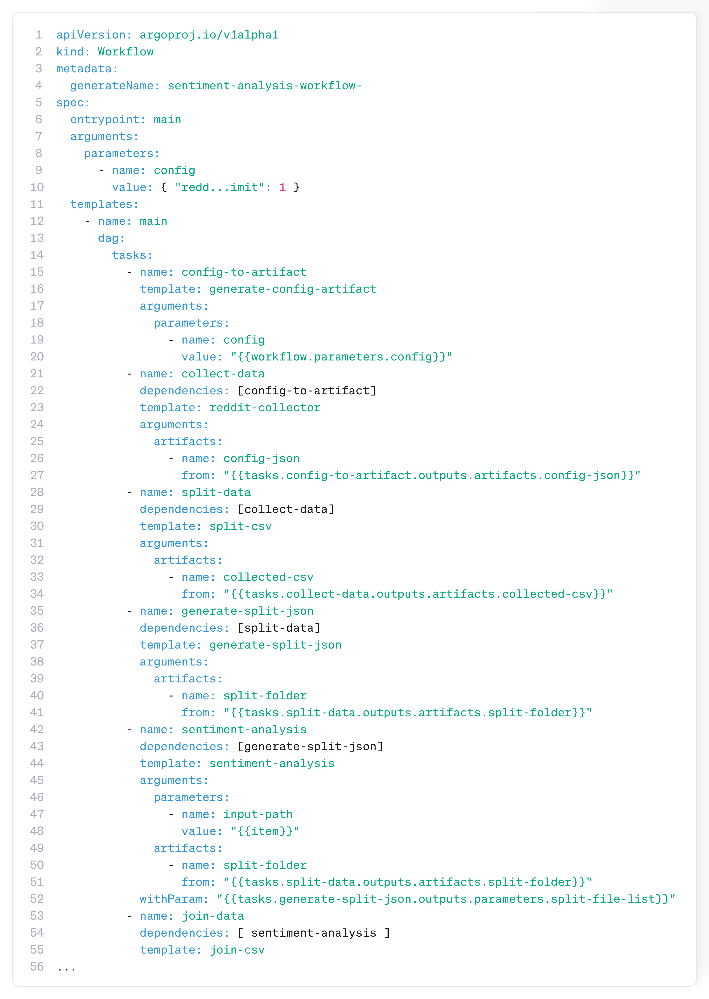 1 apiVersion: argoproj.io/v1alpha1
2 kind: Workflow
3 metadata:
4   generateName: sentiment-analysis-workflow-
5 spec:
6   entrypoint: main
7   arguments:
8     parameters:
9       - name: config
10         value: { "redd...imit": 1 }
11   templates:
12     - name: main
13       dag:
14         tasks:
15           - name: config-to-artifact
16             template: generate-config-artifact
17             arguments:
18               parameters:
19                 - name: config
20                   value: "{{workflow.parameters.config}}"
21           - name: collect-data
22             dependencies: [config-to-artifact]
23             template: reddit-collector
24             arguments:
25               artifacts:
26                 - name: config-json
27                   from: "{{tasks.config-to-artifact.outputs.artifacts.config-json}}"
28           - name: split-data
29             dependencies: [collect-data]
30             template: split-csv
31             arguments:
32               artifacts:
33                 - name: collected-csv
34                   from: "{{tasks.collect-data.outputs.artifacts.collected-csv}}"
35           - name: generate-split-json
36             dependencies: [split-data]
37             template: generate-split-json
38             arguments:
39               artifacts:
40                 - name: split-folder
41                   from: "{{tasks.split-data.outputs.artifacts.split-folder}}"
42           - name: sentiment-analysis
43             dependencies: [generate-split-json]
44             template: sentiment-analysis
45             arguments:
46               parameters:
47                 - name: input-path
48                   value: "{{item}}"
49               artifacts:
50                 - name: split-folder
51                   from: "{{tasks.split-data.outputs.artifacts.split-folder}}"
52             withParam: "{{tasks.generate-split-json.outputs.parameters.split-file-list}}"
53           - name: join-data
54             dependencies: [ sentiment-analysis ]
55             template: join-csv
56 ...